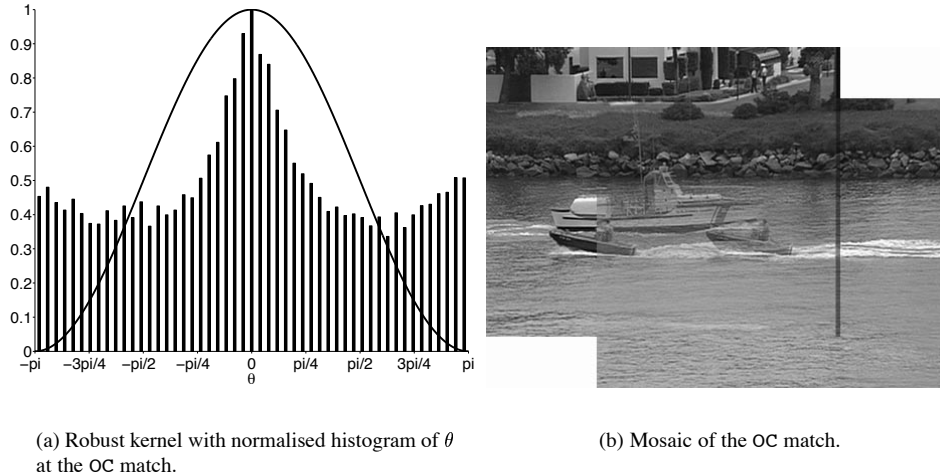 1
0.9
0.8
0.7
0.6
0.5
0.4
0.3
0.2
0.1
0
−pi −3pi/4 −pi/2 −pi/4 0 pi/4 pi/2 3pi/4 pi
θ
(a) Robust kernel with normalised histogram of θ
at the OC match.
(b) Mosaic of the OC match.